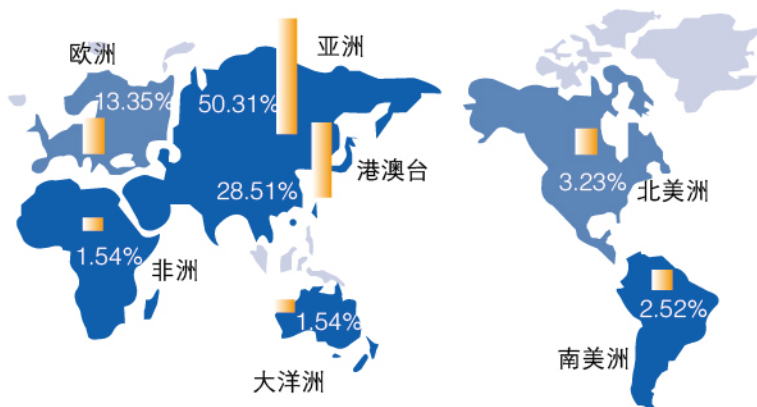 欧洲
13.35%
亚洲
50.31%
港澳台
28.51%
非洲
1.54%
大洋洲
1.54%
北美洲
3.23%
南美洲
2.52%